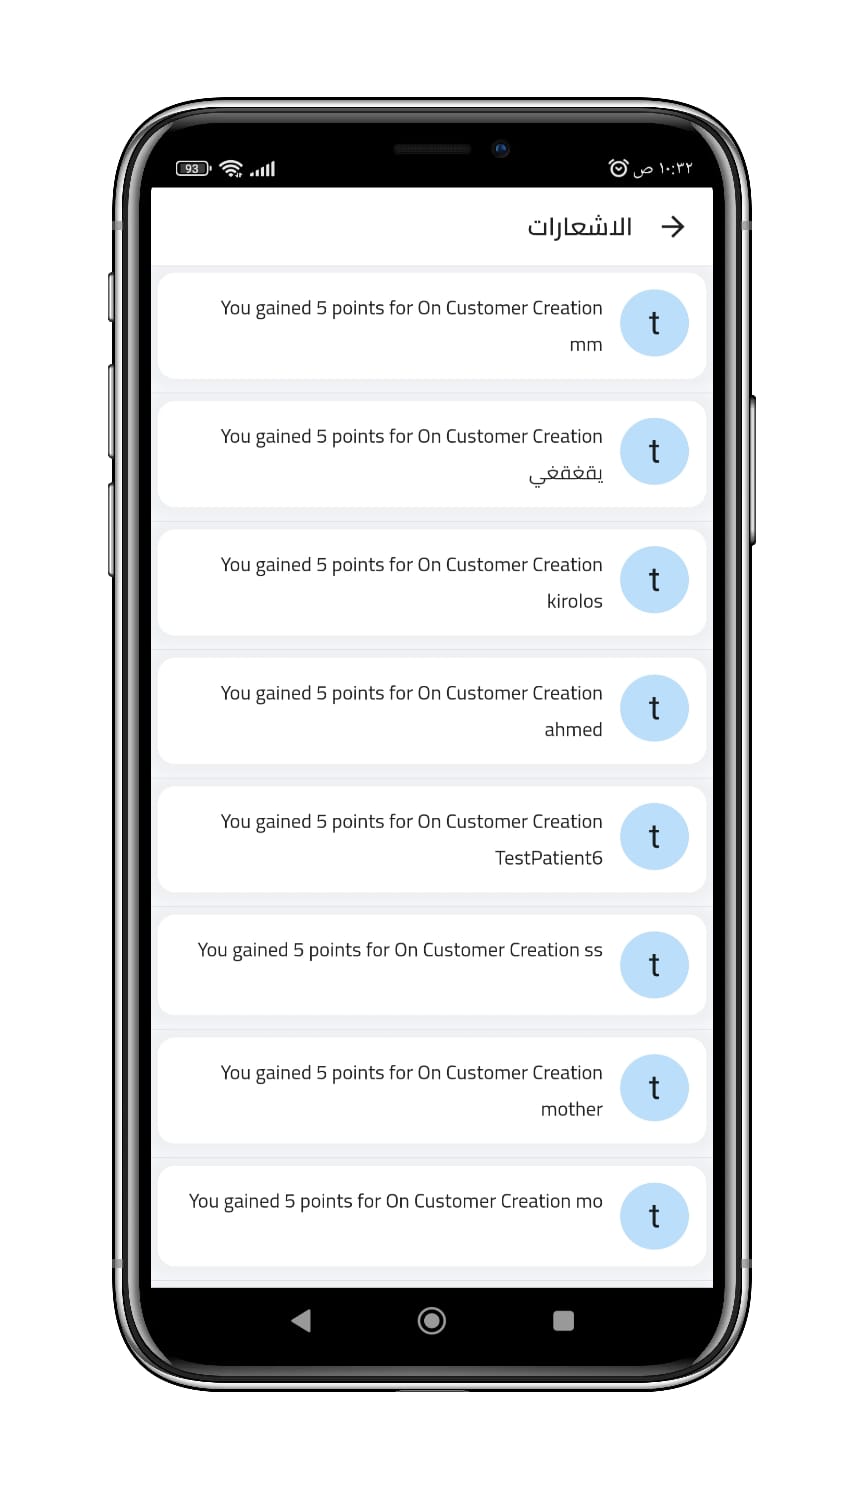 93
١٠:٣٢ ص
الاشعارات
t
You gained 5 points for On Customer Creation
mm
t
You gained 5 points for On Customer Creation
يقغقغي
t
You gained 5 points for On Customer Creation
kirolos
t
You gained 5 points for On Customer Creation
ahmed
t
You gained 5 points for On Customer Creation
TestPatient6
t
You gained 5 points for On Customer Creation ss
t
You gained 5 points for On Customer Creation
mother
t
You gained 5 points for On Customer Creation mo